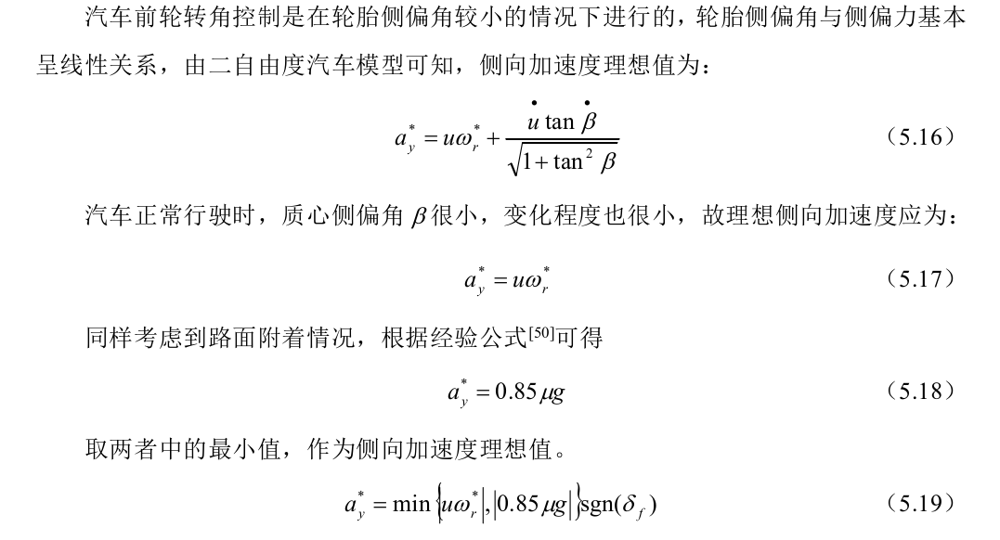 汽车前轮转角控制是在轮胎侧偏角较小的情况下进行的，轮胎侧偏角与侧偏力基本
呈线性关系，由二自由度汽车模型可知，侧向加速度理想值为：
$a_y^* = u\omega_r^* + \frac{\dot{u} \tan \dot{\beta}}{\sqrt{1+\tan^2 \beta}}$ （5.16）
汽车正常行驶时，质心侧偏角β很小，变化程度也很小，故理想侧向加速度应为：
$a_y^* = u\omega_r^*$ （5.17）
同样考虑到路面附着情况，根据经验公式[50]可得
$a_y^* = 0.85\mu g$ （5.18）
取两者中的最小值，作为侧向加速度理想值。
$a_y^* = \min \{u\omega_r^*|,|0.85\mu g|\}\text{sgn}(\delta_f)$ （5.19）